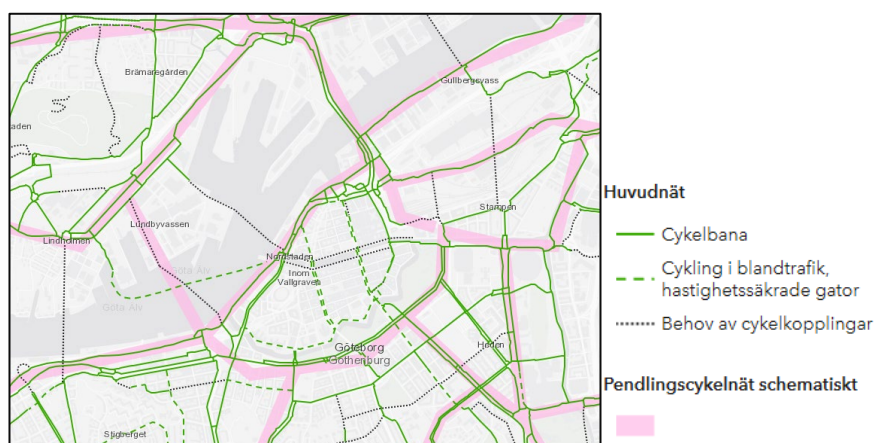 Brämaregården
Gullbergsvass
aden
Stampen
Lundbyvassen
Lindholmen
Nordstaden
Inom
Vallgraven
Göta Älv
Göta Älv
Göteborg
Gothenburg
Heden
Stigberget
Huvudnät
Cykelbana
Cykling i blandtrafik,
hastighetssäkrade gator
Behov av cykelkopplingar
Pendlingscykelnät schematiskt